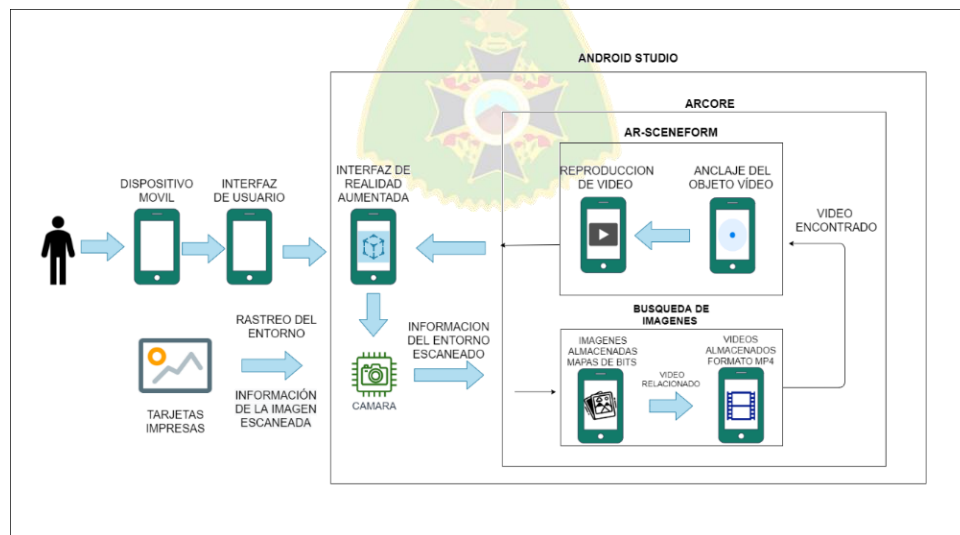 ANDROID STUDIO
ARCORE
AR-SCENEFORM
DISPOSITIVO
MOVIL
INTERFAZ
DE USUARIO
INTERFAZ DE
REALIDAD
AUMENTADA
REPRODUCCION
DE VIDEO
ANCLAJE DEL
OBJETO VÍDEO
VIDEO
ENCONTRADO
RASTREO DEL
ENTORNO
INFORMACIÓN
DE LA IMAGEN
ESCANEADA
TARJETAS
IMPRESAS
CAMARA
INFORMACION
DEL ENTORNO
ESCANEADO
BUSQUEDA DE
IMAGENES
IMAGENES
ALMACENADAS
MAPAS DE BITS
VIDEO
RELACIONADO
VIDEOS
ALMACENADOS
FORMATO MP4